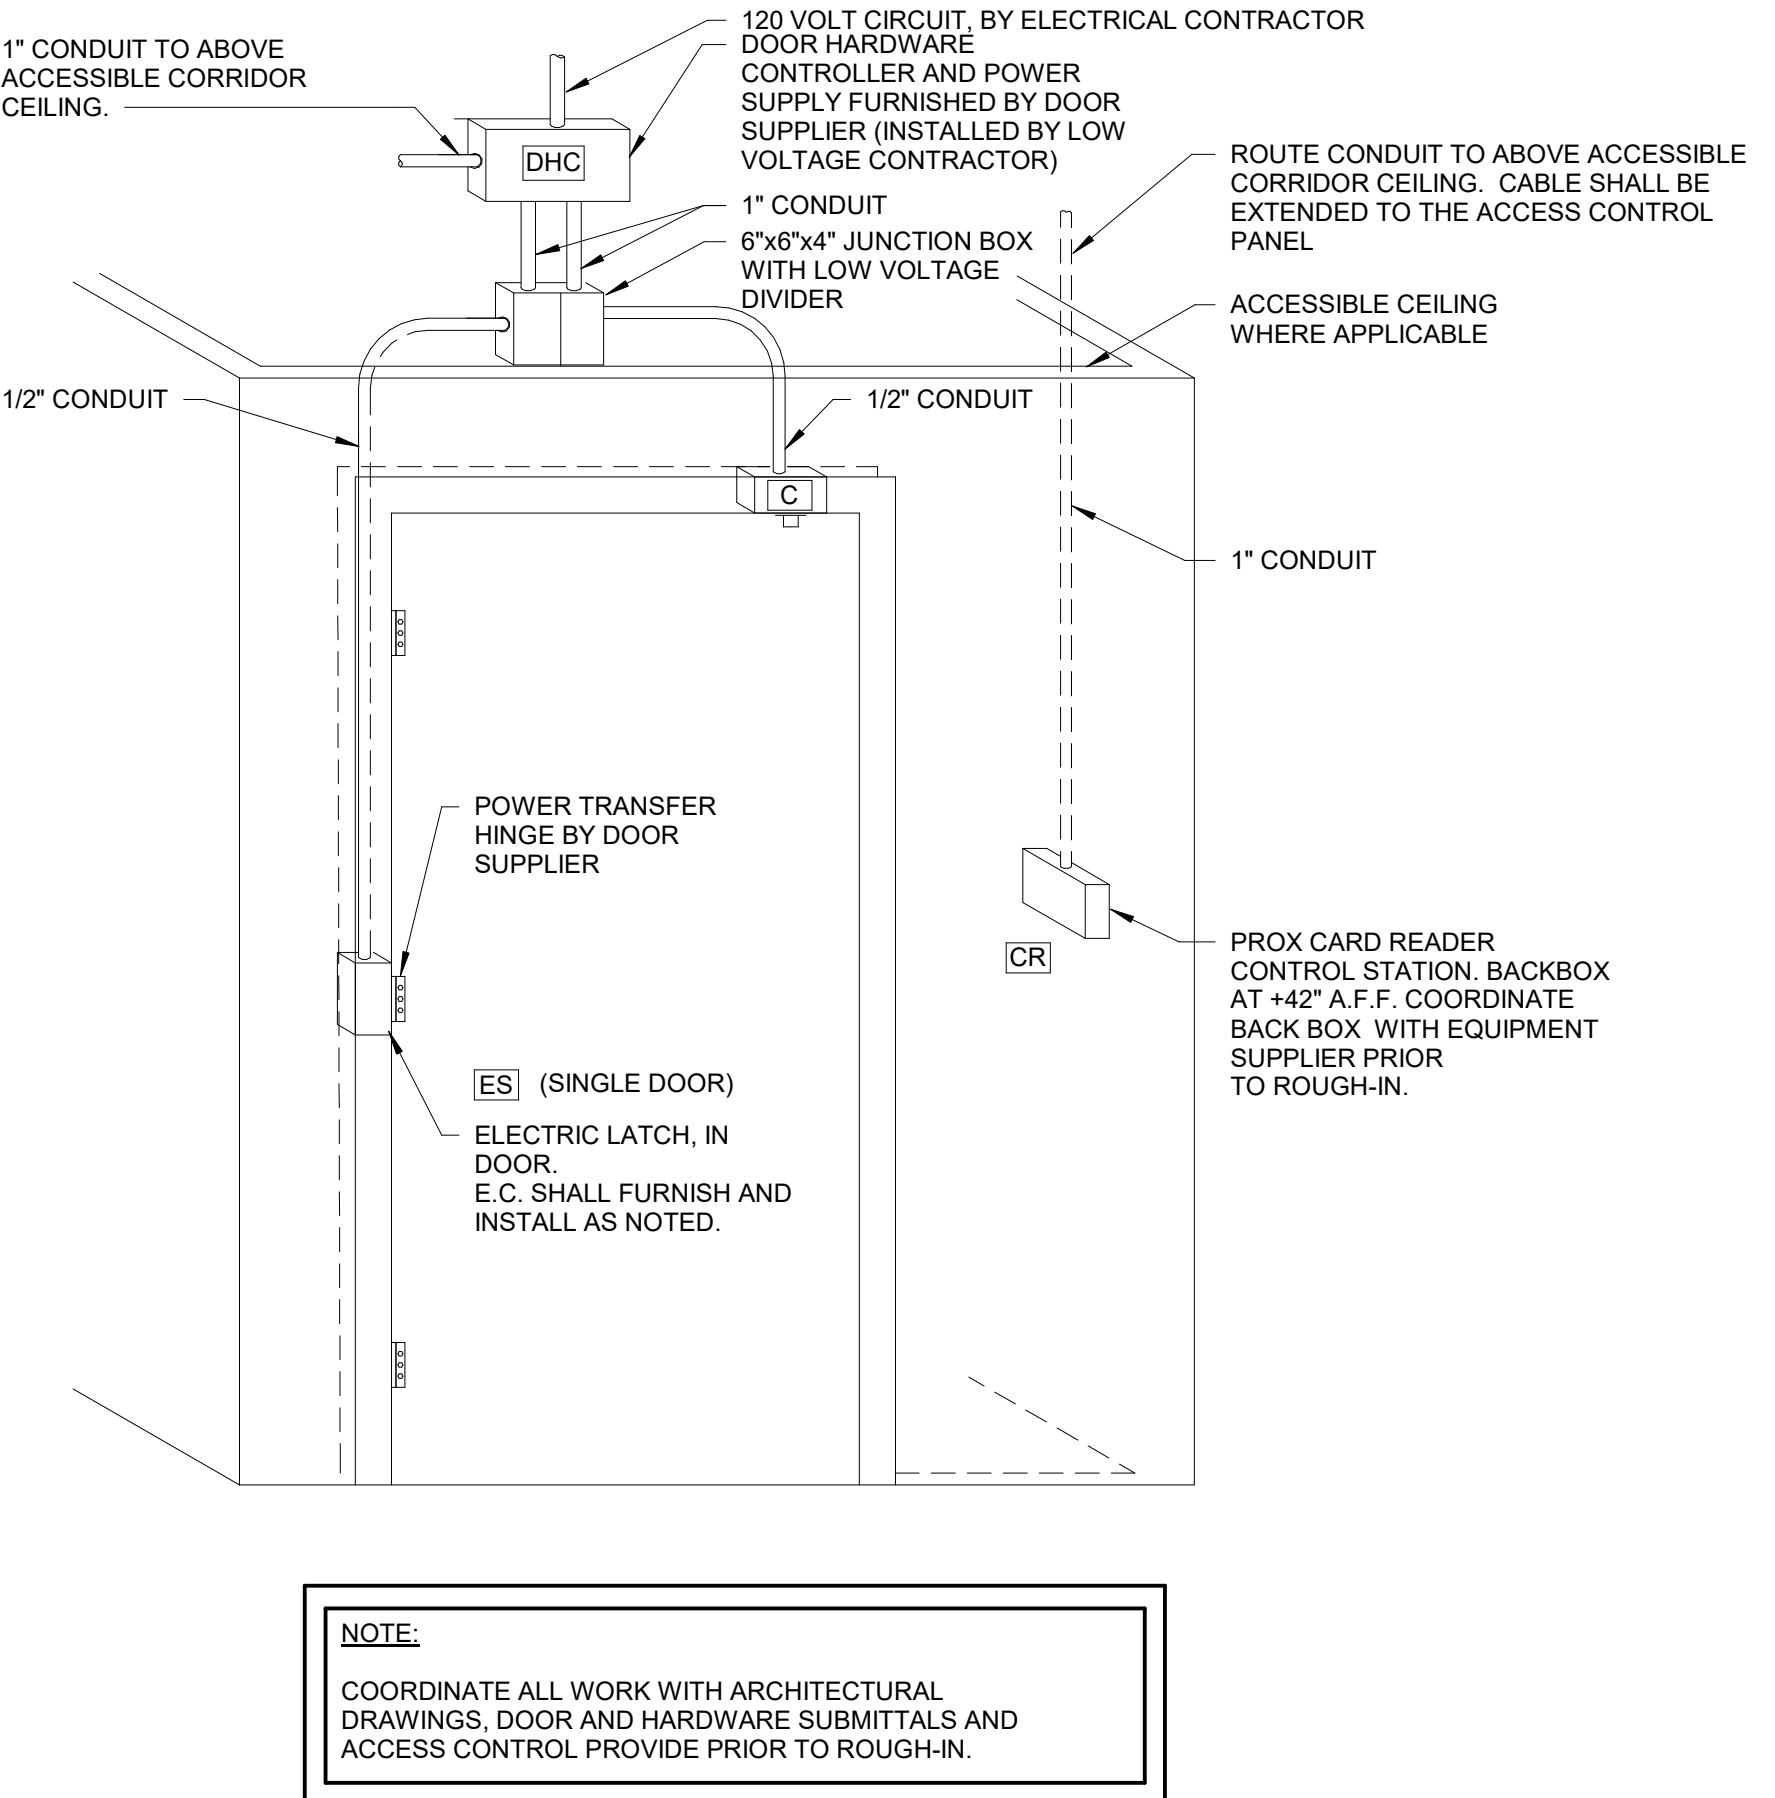 120 VOLT CIRCUIT, BY ELECTRICAL CONTRACTOR
1" CONDUIT TO ABOVE
ACCESSIBLE CORRIDOR
CEILING.
DOOR HARDWARE
CONTROLLER AND POWER
SUPPLY FURNISHED BY DOOR
SUPPLIER (INSTALLED BY LOW
VOLTAGE CONTRACTOR)
DHC
ROUTE CONDUIT TO ABOVE ACCESSIBLE
CORRIDOR CEILING.  CABLE SHALL BE
EXTENDED TO THE ACCESS CONTROL
PANEL
1" CONDUIT
6"x6"x4" JUNCTION BOX
WITH LOW VOLTAGE
DIVIDER
ACCESSIBLE CEILING
WHERE APPLICABLE
1/2" CONDUIT
1/2" CONDUIT
C
1" CONDUIT
POWER TRANSFER
HINGE BY DOOR
SUPPLIER
CR
PROX CARD READER
CONTROL STATION. BACKBOX
AT +42" A.F.F. COORDINATE
BACK BOX  WITH EQUIPMENT
SUPPLIER PRIOR
TO ROUGH-IN.
ES (SINGLE DOOR)
ELECTRIC LATCH, IN
DOOR.
E.C. SHALL FURNISH AND
INSTALL AS NOTED.
NOTE:
COORDINATE ALL WORK WITH ARCHITECTURAL
DRAWINGS, DOOR AND HARDWARE SUBMITTALS AND
ACCESS CONTROL PROVIDE PRIOR TO ROUGH-IN.